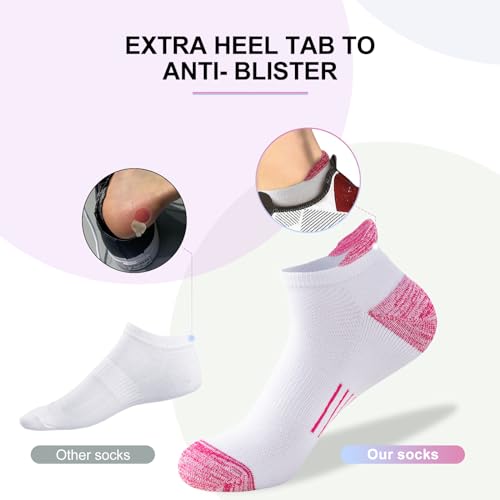 EXTRA HEEL TAB TO
ANTI- BLISTER
Other socks
Our socks